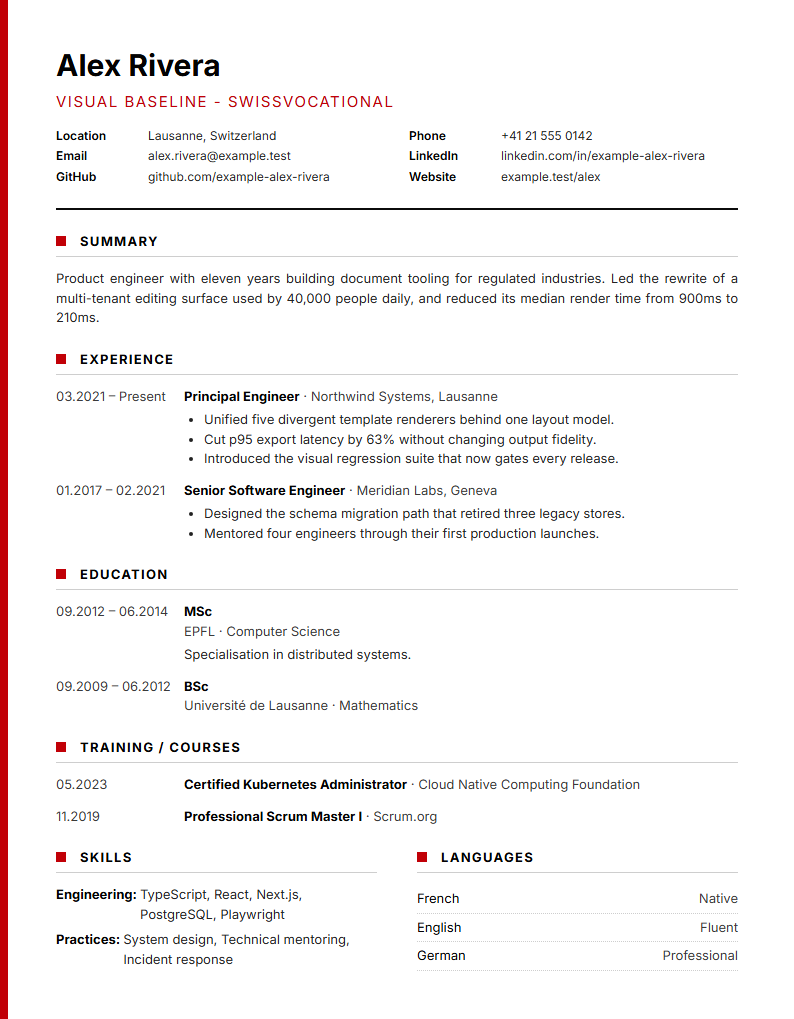 Alex Rivera
VISUAL BASELINE - SWISSVOCATIONAL
Location Lausanne, Switzerland Phone +41 21 555 0142
Email alex.rivera@example.test LinkedIn linkedin.com/in/example-alex-rivera
GitHub github.com/example-alex-rivera Website example.test/alex
SUMMARY
Product engineer with eleven years building document tooling for regulated industries. Led the rewrite of a
multi-tenant editing surface used by 40,000 people daily, and reduced its median render time from 900ms to
210ms.
EXPERIENCE
03.2021 – Present Principal Engineer · Northwind Systems, Lausanne
• Unified five divergent template renderers behind one layout model.
• Cut p95 export latency by 63% without changing output fidelity.
• Introduced the visual regression suite that now gates every release.
01.2017 – 02.2021 Senior Software Engineer · Meridian Labs, Geneva
• Designed the schema migration path that retired three legacy stores.
• Mentored four engineers through their first production launches.
EDUCATION
09.2012 – 06.2014 MSc
EPFL · Computer Science
Specialisation in distributed systems.
09.2009 – 06.2012 BSc
Université de Lausanne · Mathematics
TRAINING / COURSES
05.2023 Certified Kubernetes Administrator · Cloud Native Computing Foundation
11.2019 Professional Scrum Master I · Scrum.org
SKILLS
Engineering: TypeScript, React, Next.js,
PostgreSQL, Playwright
Practices: System design, Technical mentoring,
Incident response
LANGUAGES
French Native
English Fluent
German Professional